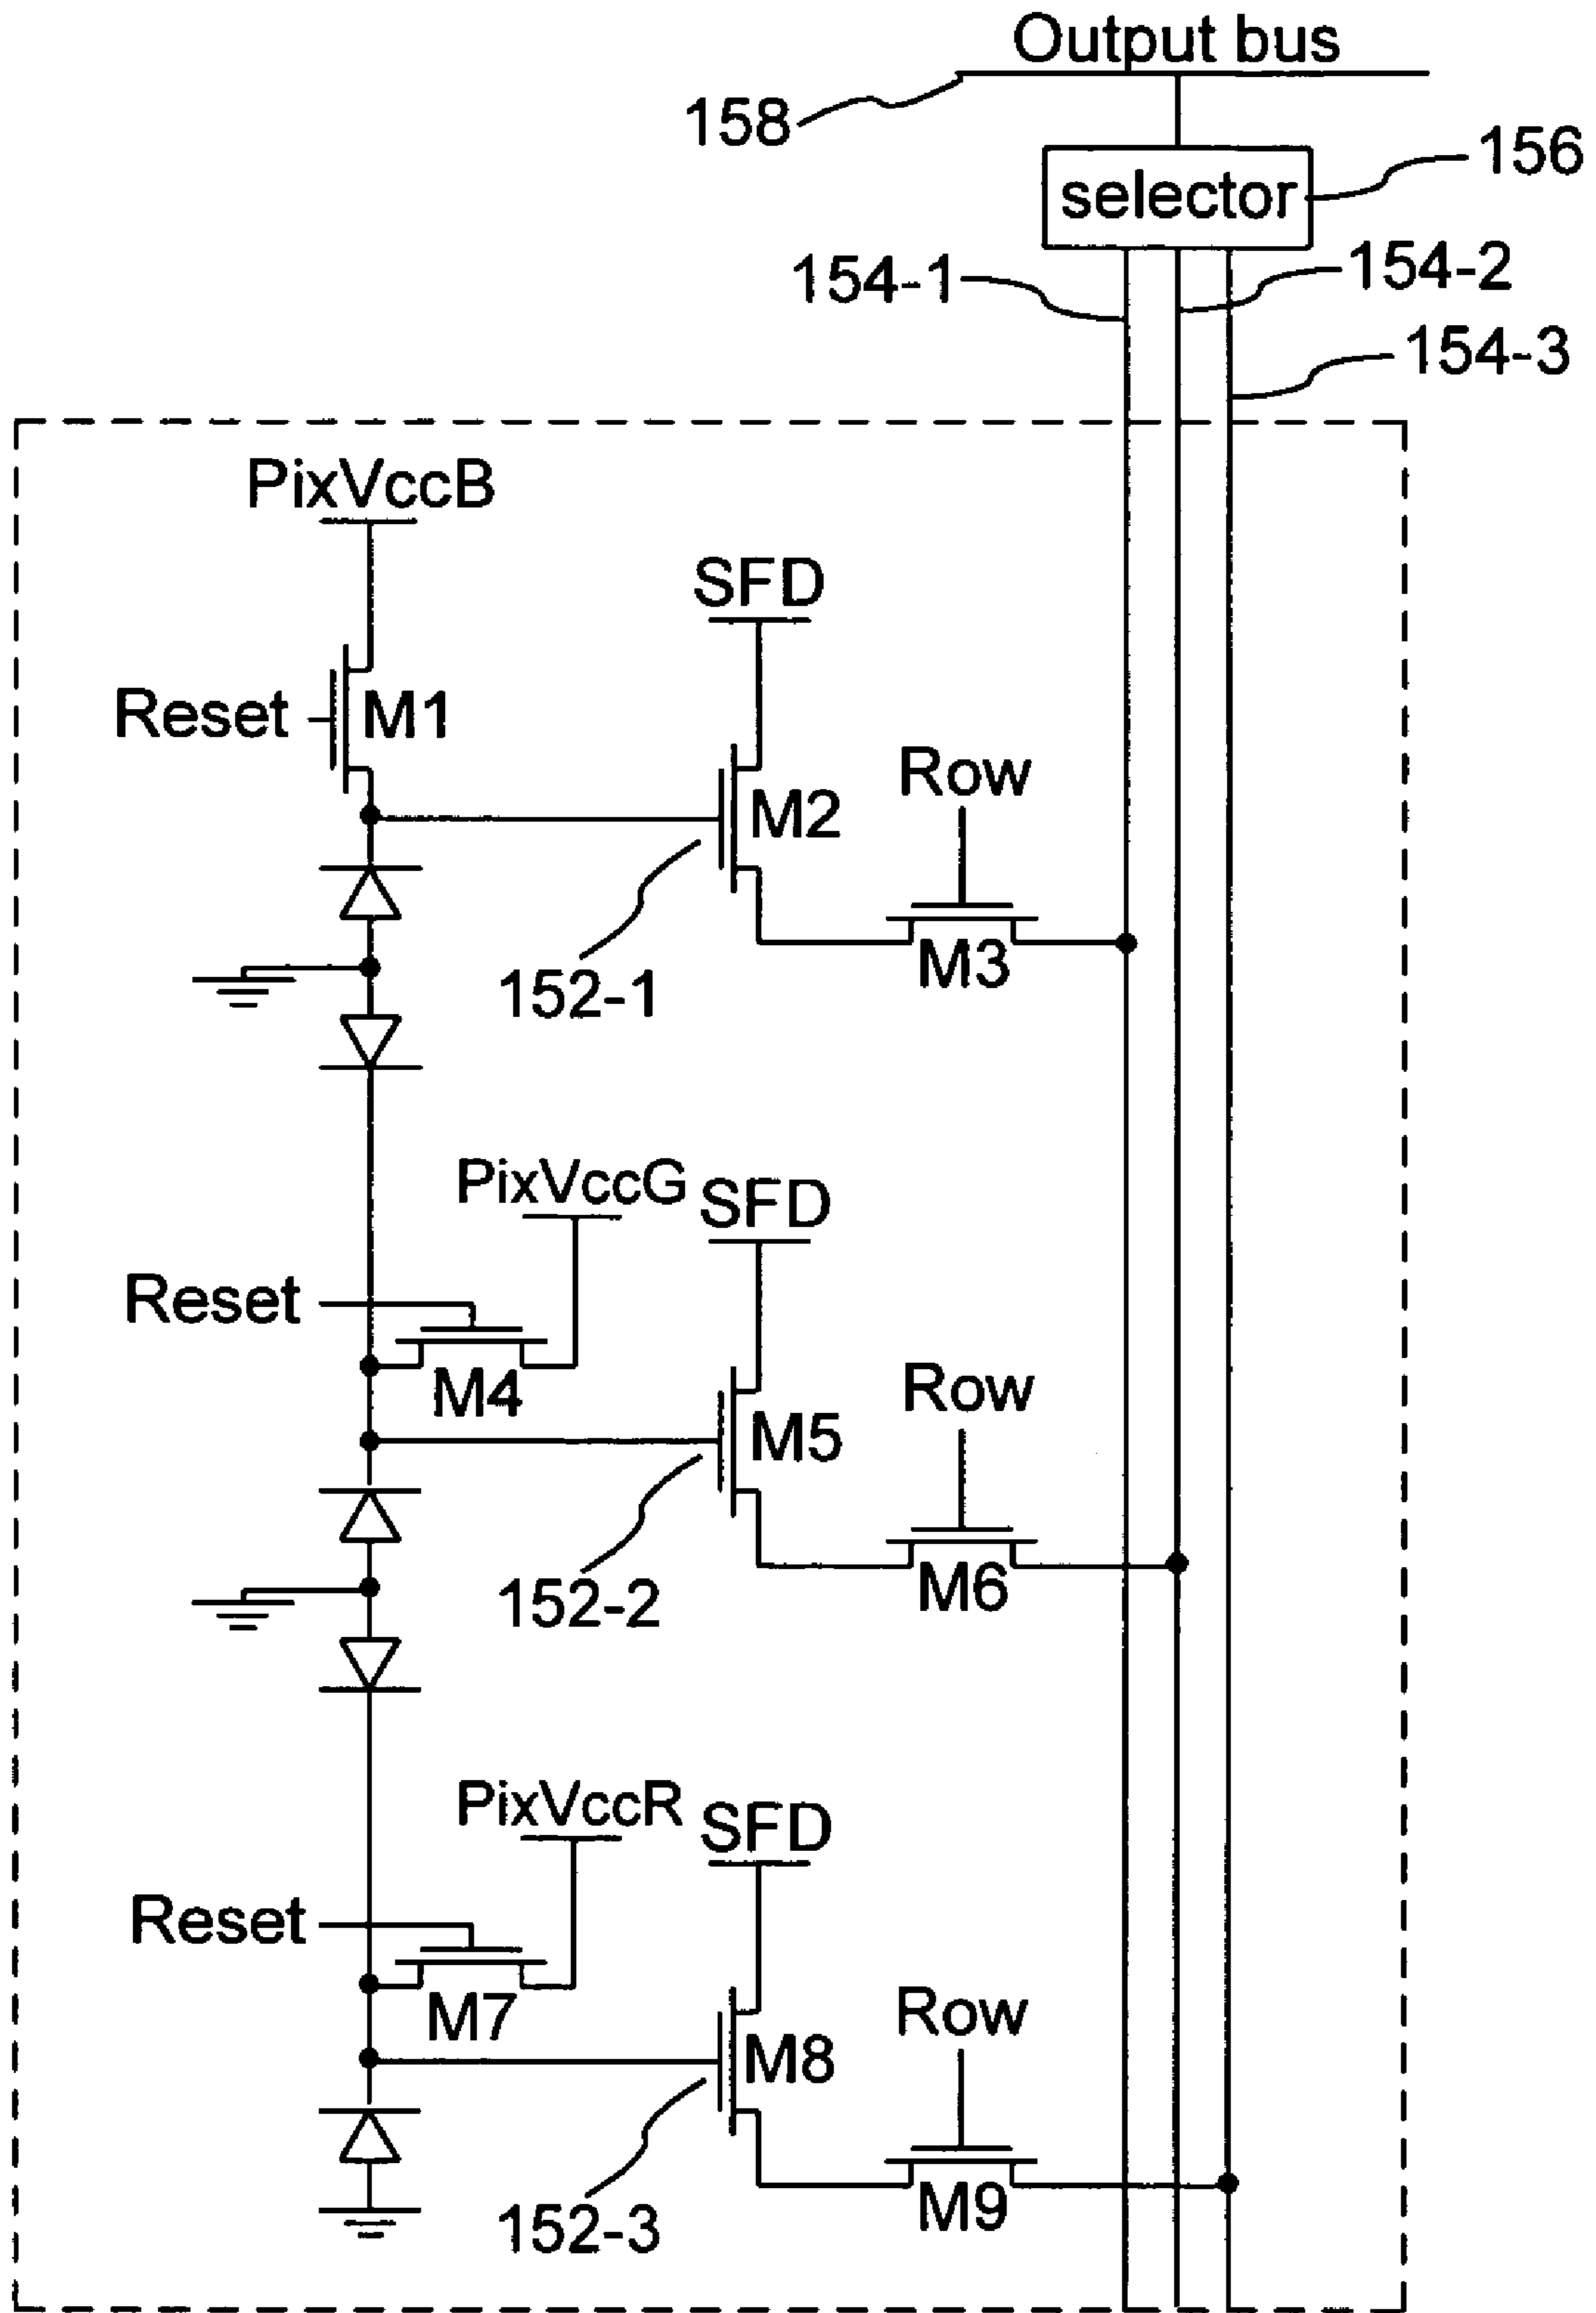 Output bus
158
156
selector
154-1
154-2
154-3
PixVccB
SFD
Reset
M1
Row
M2
M3
152-1
PixVccG
SFD
Reset
M4
Row
M5
M6
152-2
PixVccR
SFD
Reset
M7
Row
M8
M9
152-3